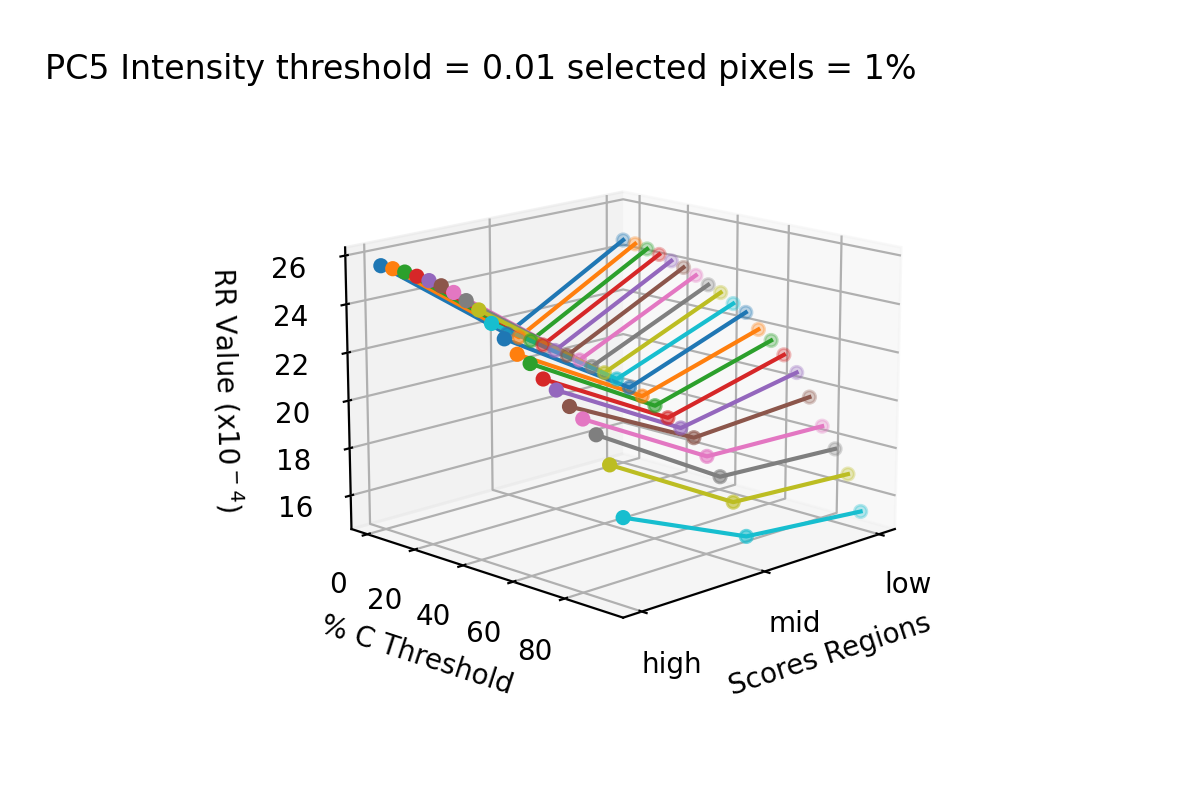 PC5 Intensity threshold = 0.01 selected pixels = 1%
RR Value (x10⁻⁴)
26
24
22
20
18
16
0
20
40
60
80
% C Threshold
high
mid
low
Scores Regions